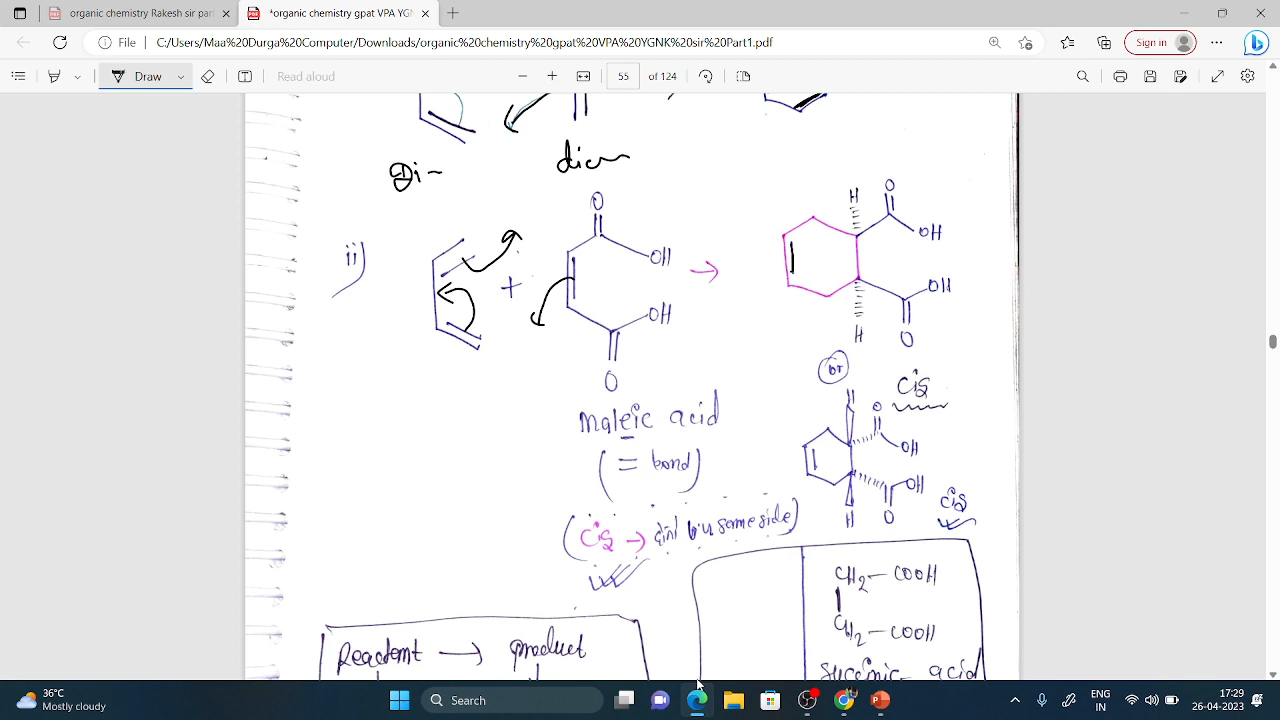 organic chemistry Rakesh sir part
*organic chemistry gpat VPA YGN
File
C:/Users/Maa%20Durga%20Computer/Downloads/organic%20chemistry%20gpat%20VPA%20YGNK%20sir%20Part1.pdf
Sign in
Draw
Read aloud
55 of 124
Di
die
ii)
+
O
OH
OH
O
H
O
OH
OH
H
O
or
Cis
Maleic acid
(= bond)
H
O
OH
OH
O
H
Cis
(Cis →
same side)
CH2-COOH
CH2-COOH
Succinic acid
Reactemt → product
36°C
Mostly cloudy
Search
ENG
IN
17:29
26-04-2023